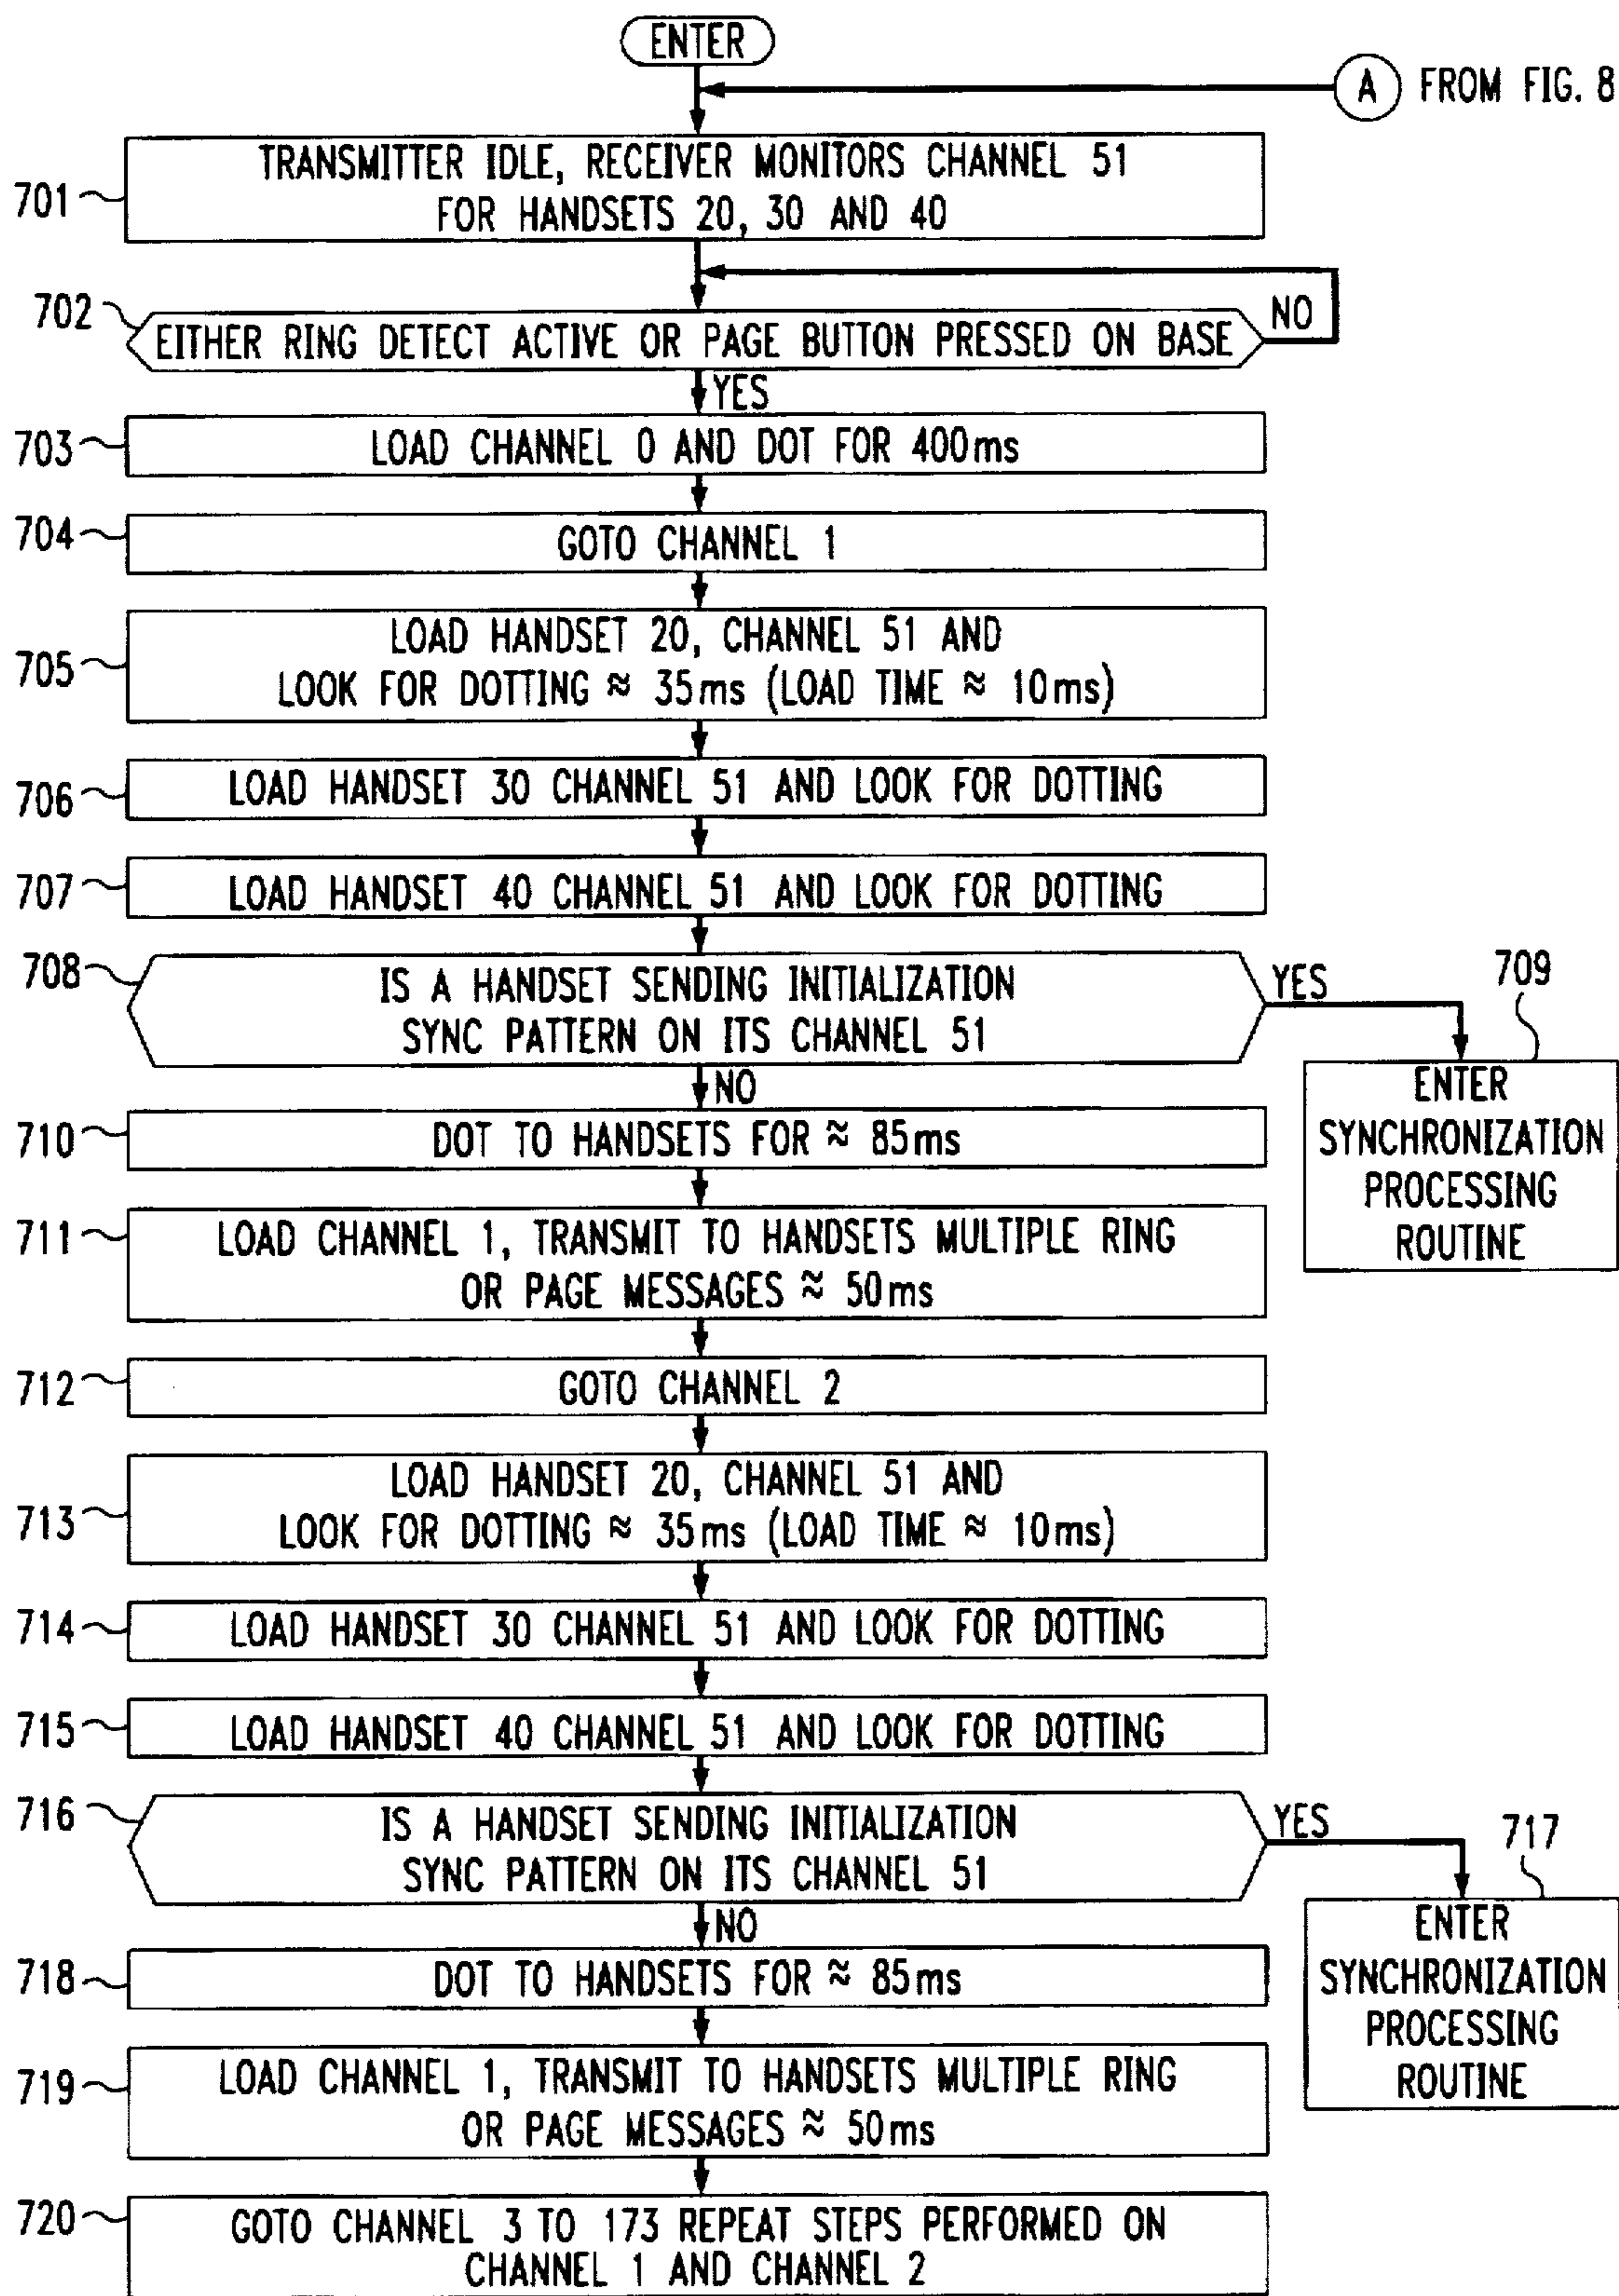 ENTER
A FROM FIG. 8
701
TRANSMITTER IDLE, RECEIVER MONITORS CHANNEL 51
FOR HANDSETS 20, 30 AND 40
702
EITHER RING DETECT ACTIVE OR PAGE BUTTON PRESSED ON BASE
NO
YES
703
LOAD CHANNEL 0 AND DOT FOR 400ms
704
GOTO CHANNEL 1
705
LOAD HANDSET 20, CHANNEL 51 AND
LOOK FOR DOTTING ≈ 35ms (LOAD TIME ≈ 10ms)
706
LOAD HANDSET 30 CHANNEL 51 AND LOOK FOR DOTTING
707
LOAD HANDSET 40 CHANNEL 51 AND LOOK FOR DOTTING
708
IS A HANDSET SENDING INITIALIZATION
SYNC PATTERN ON ITS CHANNEL 51
YES
709
ENTER
SYNCHRONIZATION
PROCESSING
ROUTINE
NO
710
DOT TO HANDSETS FOR ≈ 85ms
711
LOAD CHANNEL 1, TRANSMIT TO HANDSETS MULTIPLE RING
OR PAGE MESSAGES ≈ 50ms
712
GOTO CHANNEL 2
713
LOAD HANDSET 20, CHANNEL 51 AND
LOOK FOR DOTTING ≈ 35ms (LOAD TIME ≈ 10ms)
714
LOAD HANDSET 30 CHANNEL 51 AND LOOK FOR DOTTING
715
LOAD HANDSET 40 CHANNEL 51 AND LOOK FOR DOTTING
716
IS A HANDSET SENDING INITIALIZATION
SYNC PATTERN ON ITS CHANNEL 51
YES
717
ENTER
SYNCHRONIZATION
PROCESSING
ROUTINE
NO
718
DOT TO HANDSETS FOR ≈ 85ms
719
LOAD CHANNEL 1, TRANSMIT TO HANDSETS MULTIPLE RING
OR PAGE MESSAGES ≈ 50ms
720
GOTO CHANNEL 3 TO 173 REPEAT STEPS PERFORMED ON
CHANNEL 1 AND CHANNEL 2